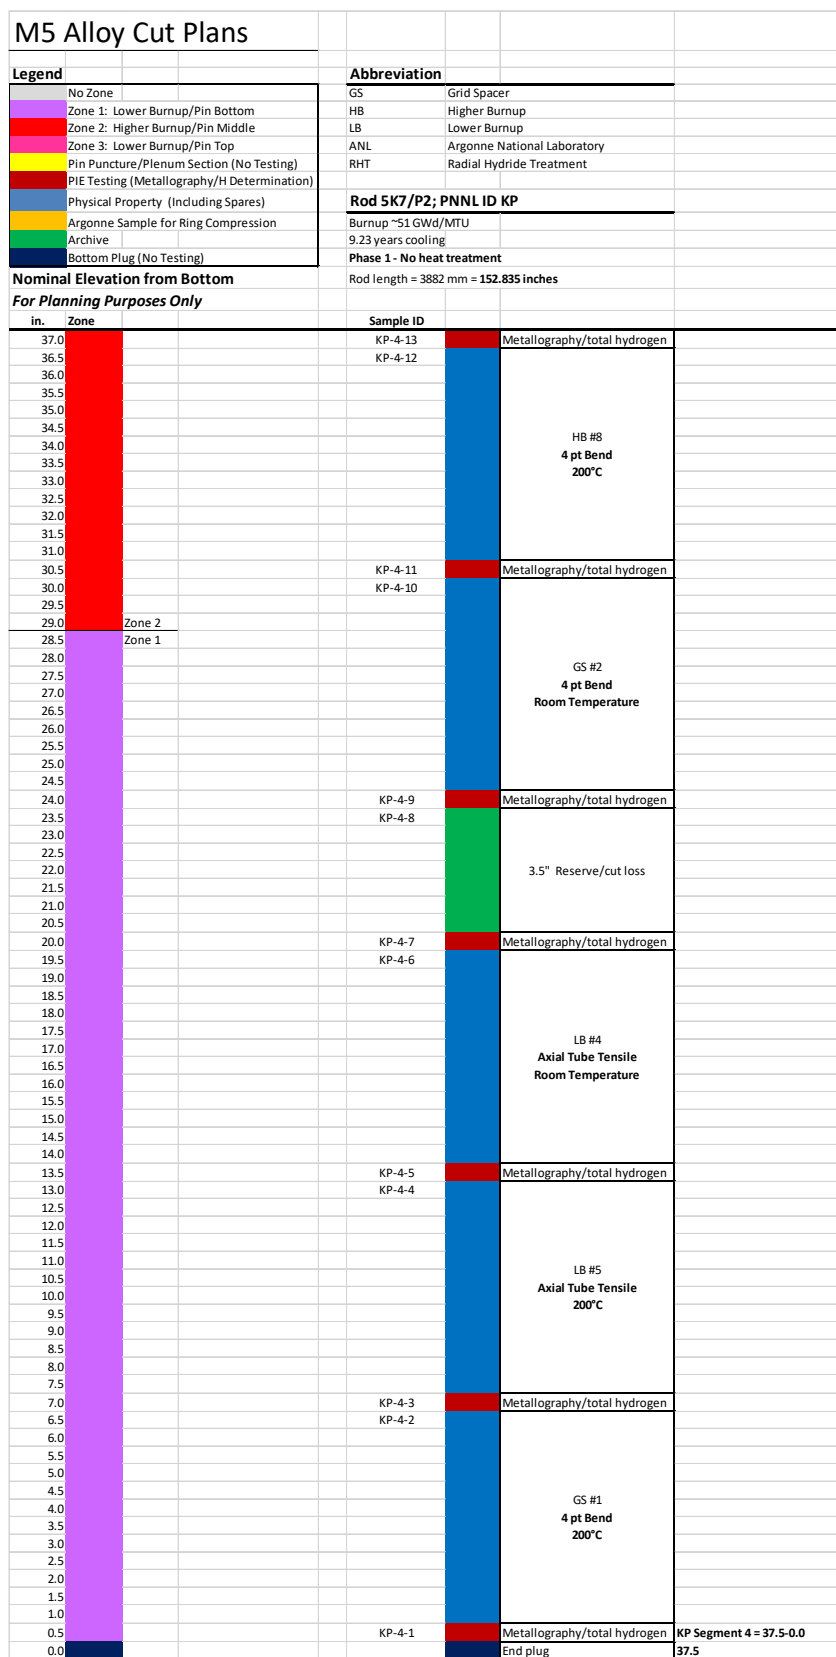 M5 Alloy Cut Plans
Legend
No Zone
Zone 1: Lower Burnup/Pin Bottom
Zone 2: Higher Burnup/Pin Middle
Zone 3: Lower Burnup/Pin Top
Pin Puncture/Plenum Section (No Testing)
PIE Testing (Metallography/H Determination)
Physical Property (Including Spares)
Argonne Sample for Ring Compression
Archive
Bottom Plug (No Testing)
Abbreviation
GS Grid Spacer
HB Higher Burnup
LB Lower Burnup
ANL Argonne National Laboratory
RHT Radial Hydride Treatment
Rod 5K7/P2; PNNL ID KP
Burnup ~51 GWd/MTU
9.23 years cooling
Phase 1 - No heat treatment
Nominal Elevation from Bottom
Rod length = 3882 mm = 152.835 inches
For Planning Purposes Only
in. Zone Sample ID
37.0 KP-4-13 Metallography/total hydrogen
36.5 KP-4-12
36.0
35.5
35.0
34.5
34.0 HB #8
33.5 4 pt Bend
33.0 200°C
32.5
32.0
31.5
31.0
30.5 KP-4-11 Metallography/total hydrogen
30.0 KP-4-10
29.5
29.0 Zone 2
28.5 Zone 1
28.0
27.5 GS #2
27.0 4 pt Bend
26.5 Room Temperature
26.0
25.5
25.0
24.5
24.0 KP-4-9 Metallography/total hydrogen
23.5 KP-4-8
23.0
22.5
22.0 3.5" Reserve/cut loss
21.5
21.0
20.5
20.0 KP-4-7 Metallography/total hydrogen
19.5 KP-4-6
19.0
18.5
18.0
17.5
17.0 LB #4
16.5 Axial Tube Tensile
16.0 Room Temperature
15.5
15.0
14.5
14.0
13.5 KP-4-5 Metallography/total hydrogen
13.0 KP-4-4
12.5
12.0
11.5
11.0
10.5 LB #5
10.0 Axial Tube Tensile
9.5 200°C
9.0
8.5
8.0
7.5
7.0 KP-4-3 Metallography/total hydrogen
6.5 KP-4-2
6.0
5.5
5.0
4.5
4.0 GS #1
3.5 4 pt Bend
3.0 200°C
2.5
2.0
1.5
1.0
0.5 KP-4-1 Metallography/total hydrogen KP Segment 4 = 37.5-0.0
0.0 End plug 37.5